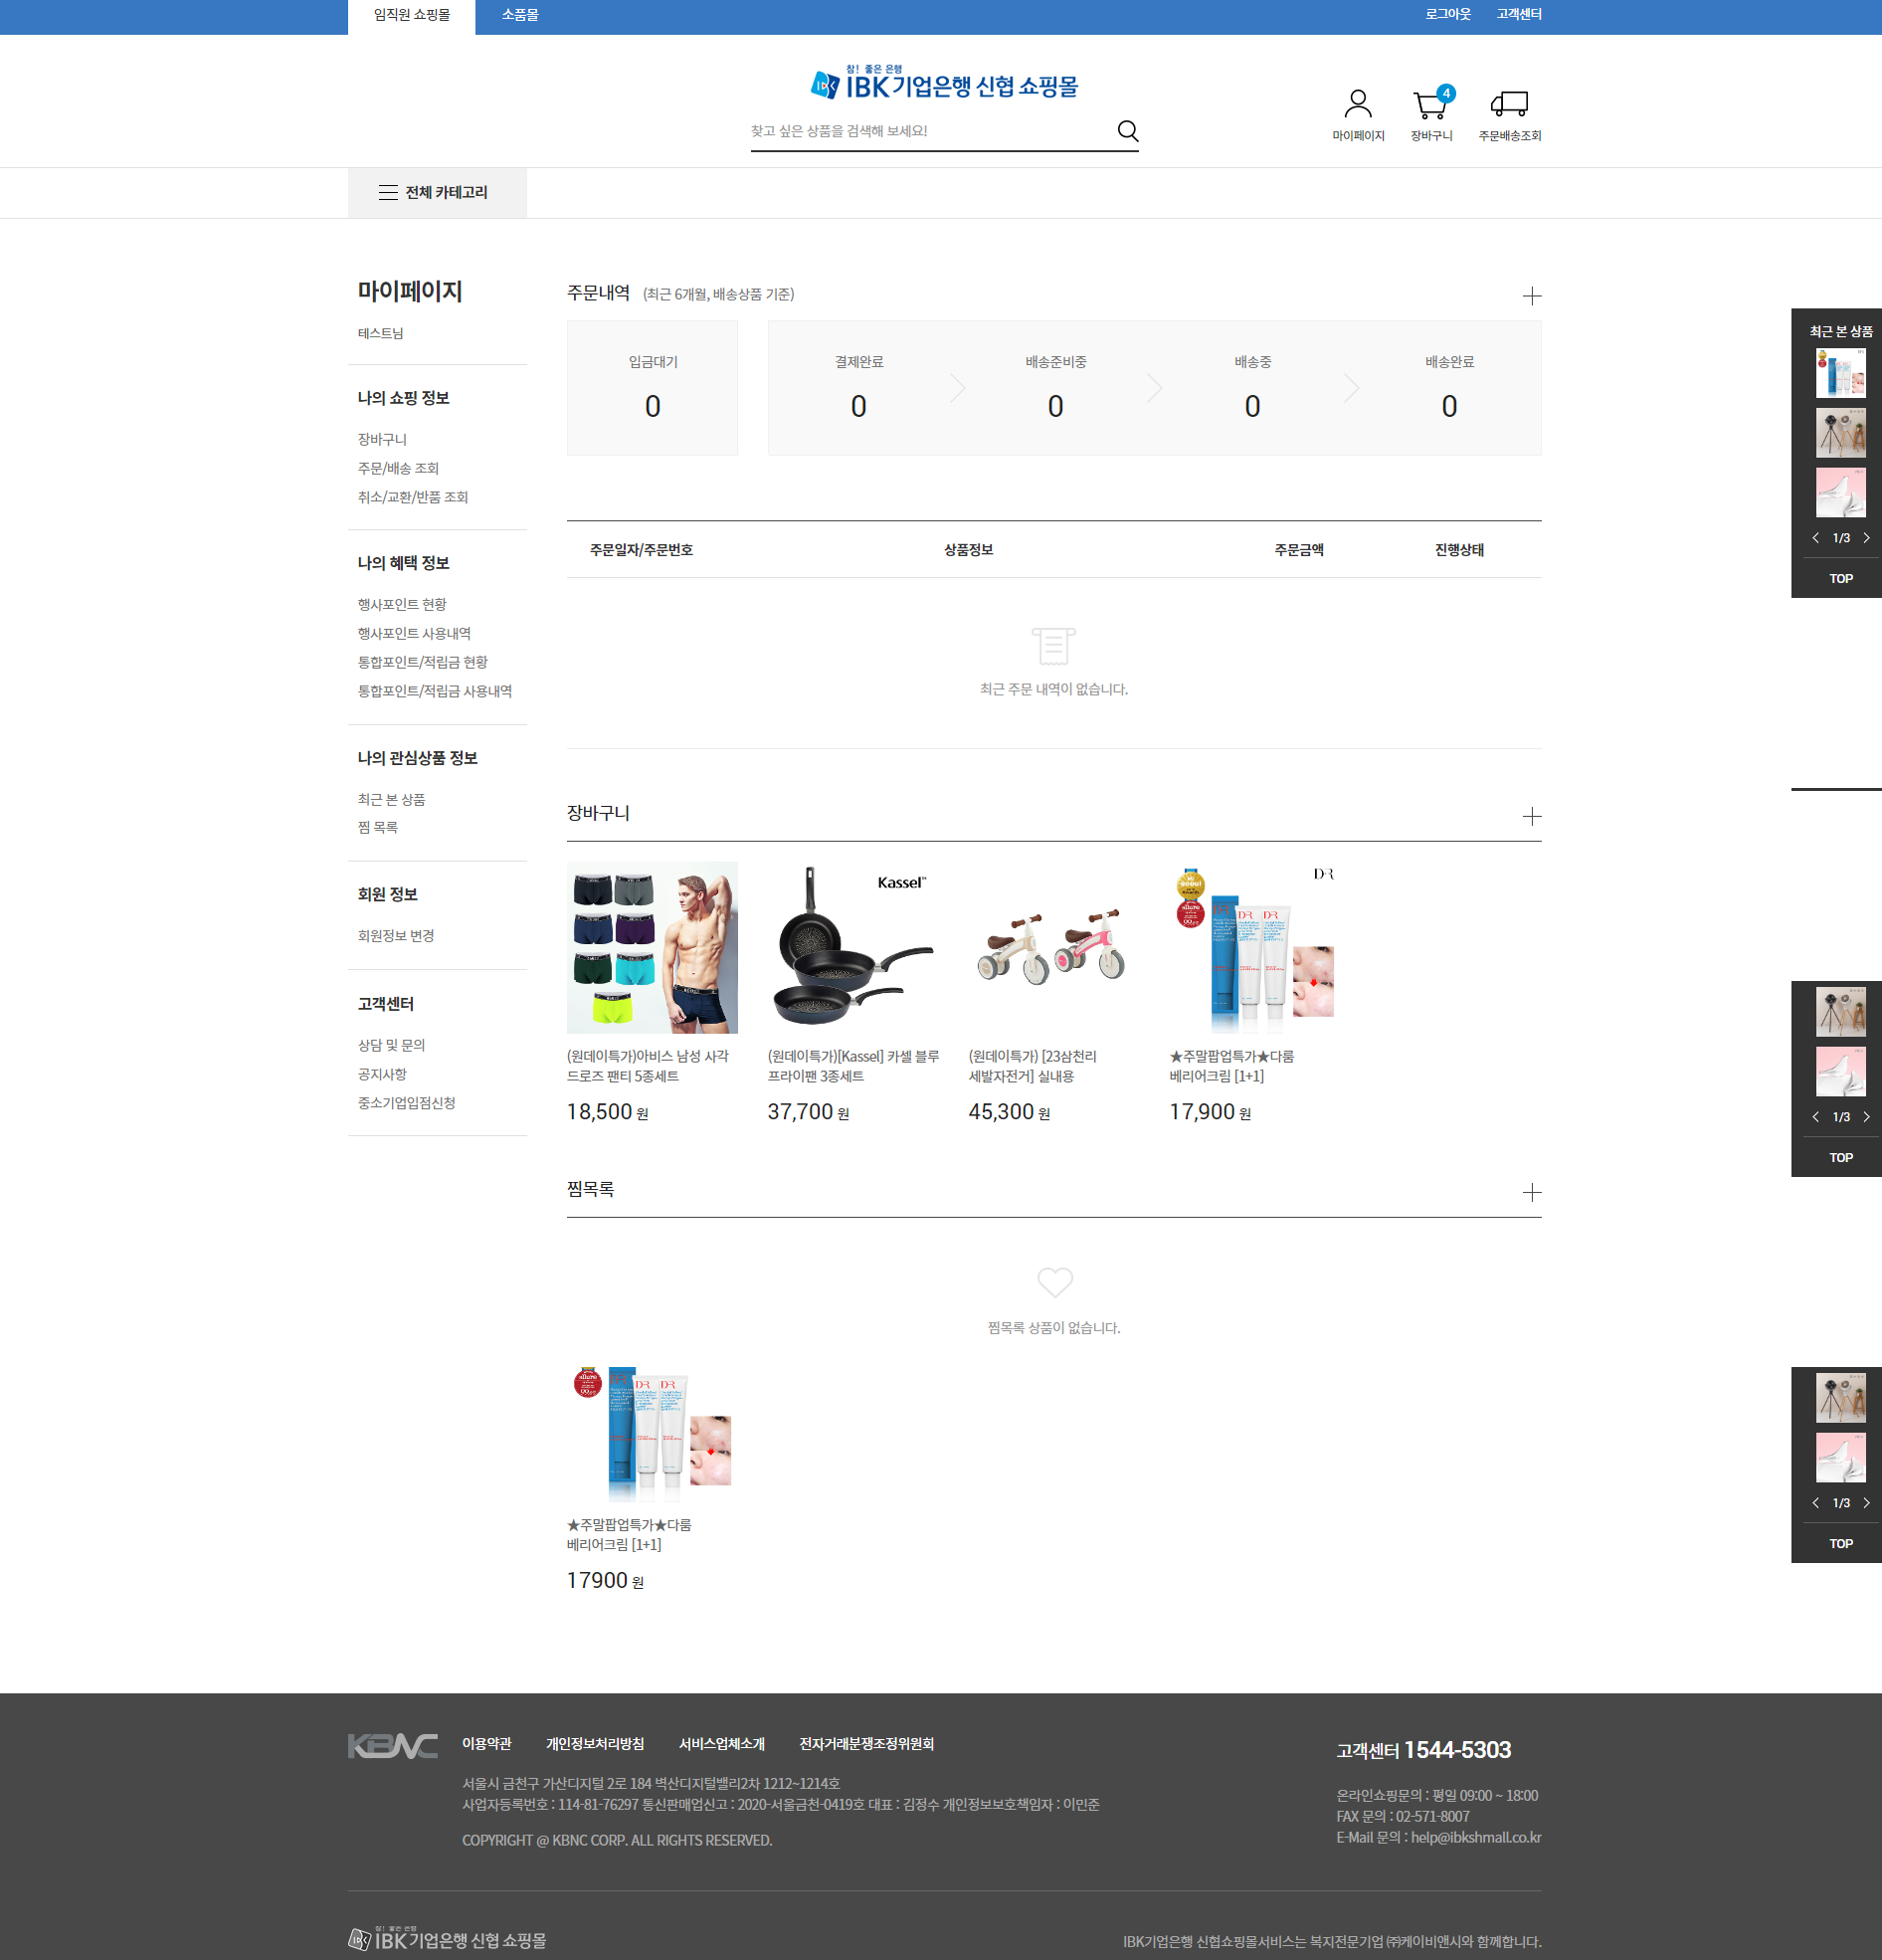 임직원 쇼핑몰
소품몰
로그아웃
고객센터
참! 좋은 은행
IBK기업은행 신협 쇼핑몰
찾고 싶은 상품을 검색해 보세요!
마이페이지
4
장바구니
주문배송조회
전체 카테고리
마이페이지
테스트님
나의 쇼핑 정보
장바구니
주문/배송 조회
취소/교환/반품 조회
나의 혜택 정보
행사포인트 현황
행사포인트 사용내역
통합포인트/적립금 현황
통합포인트/적립금 사용내역
나의 관심상품 정보
최근 본 상품
찜 목록
회원 정보
회원정보 변경
고객센터
상담 및 문의
공지사항
중소기업입점신청
주문내역 (최근 6개월, 배송상품 기준)
입금대기
0
결제완료
0
배송준비중
0
배송중
0
배송완료
0
주문일자/주문번호
상품정보
주문금액
진행상태
최근 주문 내역이 없습니다.
장바구니
Kassel
DR
(원데이특가)아비스 남성 사각
드로즈 팬티 5종세트
18,500 원
(원데이특가)[Kassel] 카셀 블루
프라이팬 3종세트
37,700 원
(원데이특가) [23삼천리
세발자전거] 실내용
45,300 원
★주말팝업특가★다룸
베리어크림 [1+1]
17,900 원
찜목록
찜목록 상품이 없습니다.
★주말팝업특가★다룸
베리어크림 [1+1]
17900 원
최근 본 상품
1/3
TOP
1/3
TOP
1/3
TOP
KBNC
이용약관
개인정보처리방침
서비스업체소개
전자거래분쟁조정위원회
서울시 금천구 가산디지털 2로 184 벽산디지털밸리2차 1212~1214호
사업자등록번호 : 114-81-76297 통신판매업신고 : 2020-서울금천-0419호 대표 : 김정수 개인정보보호책임자 : 이민준
COPYRIGHT @ KBNC CORP. ALL RIGHTS RESERVED.
고객센터 1544-5303
온라인쇼핑문의 : 평일 09:00 ~ 18:00
FAX 문의 : 02-571-8007
E-Mail 문의 : help@ibkshmall.co.kr
참! 좋은 은행
IBK기업은행 신협 쇼핑몰
IBK기업은행 신협쇼핑몰서비스는 복지전문기업 ㈜케이비앤시와 함께합니다.